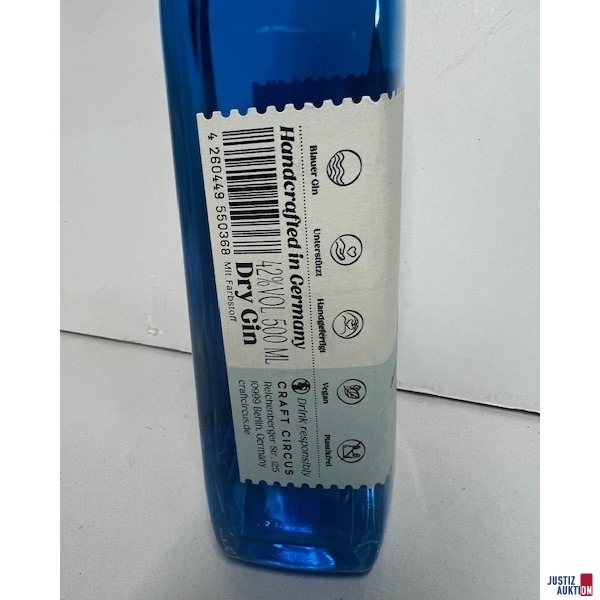 Blauer Gin
Unterstützt
Handgefertigt
Vegan
Plastikfrei
Handcrafted in Germany
42%VOL 500 ML
Dry Gin
Mit Farbstoff
4 260449 550368
Drink responsibly
CRAFT CIRCUS
Reichenberger Str. 125
10999 Berlin, Germany
craftcircus.de
JUSTIZ
AUKTION